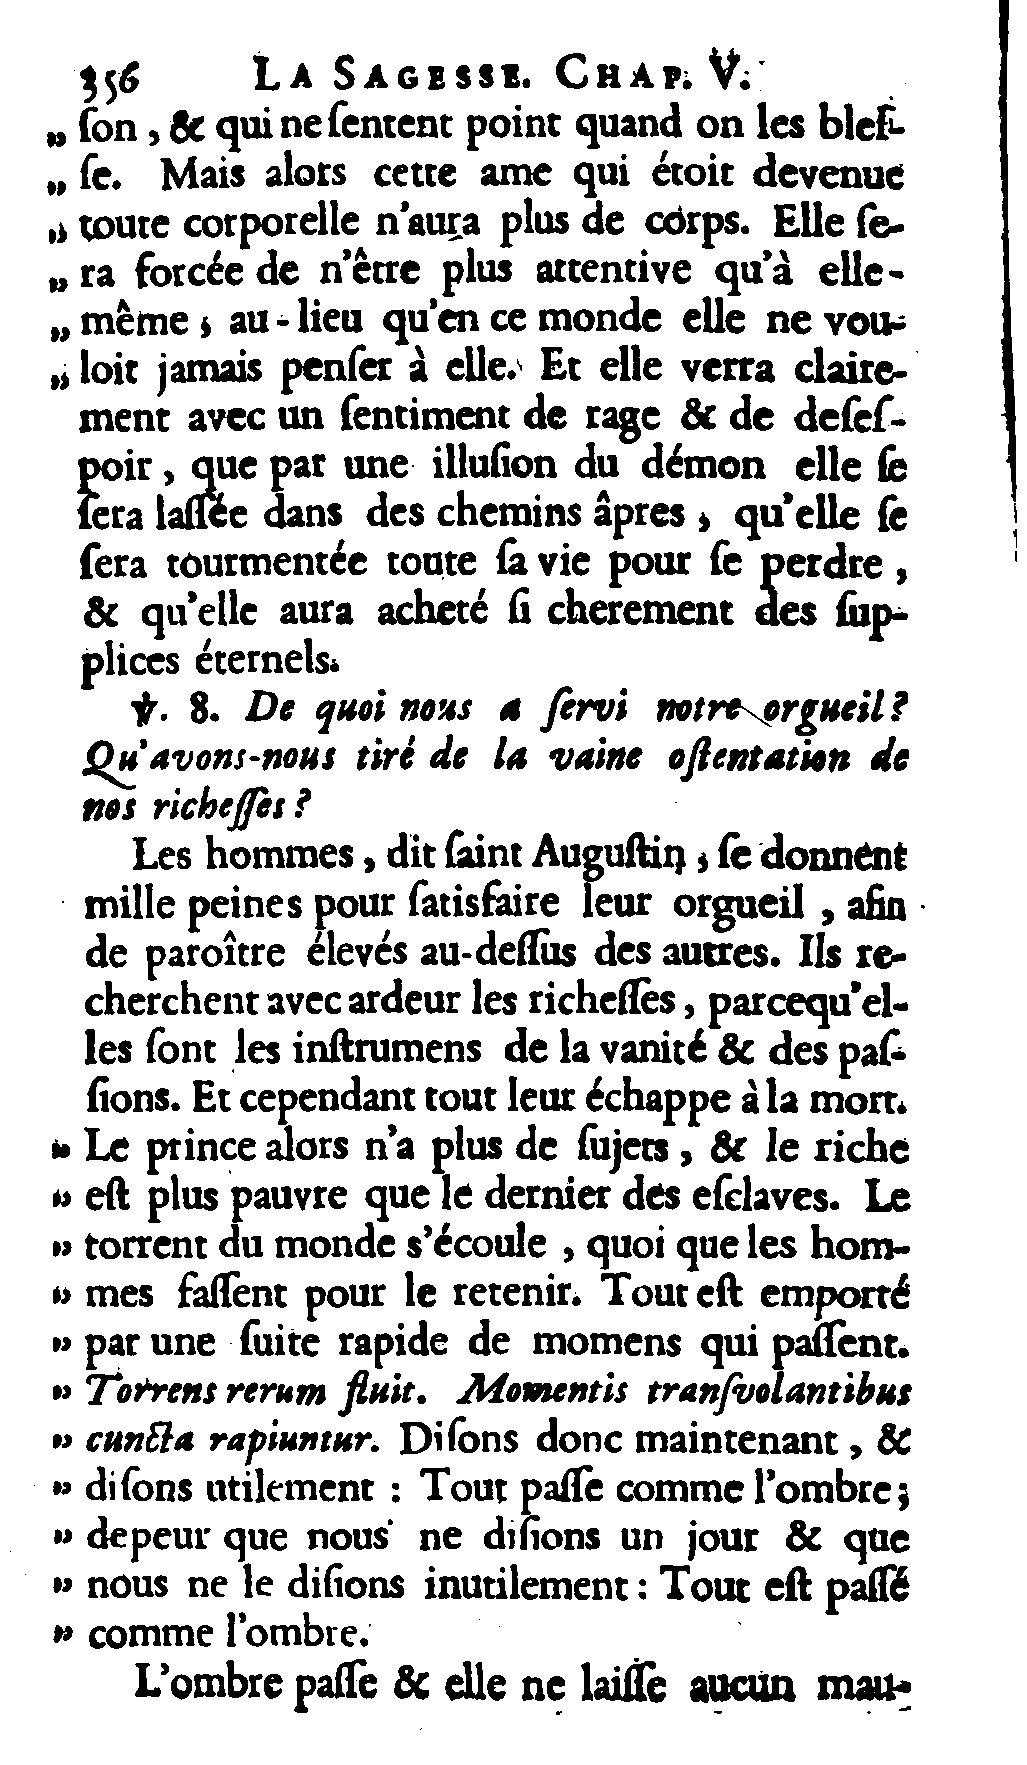 356 LA SAGESSE. CHAP. V.
„ ſon, & qui ne ſentent point quand on les bleſ-
„ ſe. Mais alors cette ame qui étoit devenue
„ toute corporelle n'aura plus de corps. Elle ſe-
„ ra forcée de n'être plus attentive qu'à elle-
„ même ; au-lieu qu'en ce monde elle ne vou-
„ loit jamais penſer à elle. Et elle verra claire-
ment avec un ſentiment de rage & de deſeſ-
poir, que par une illuſion du démon elle ſe
ſera laſſée dans des chemins âpres, qu'elle ſe
ſera tourmentée toute ſa vie pour ſe perdre,
& qu'elle aura acheté ſi cherement des ſup-
plices éternels.
℣. 8. De quoi nous a ſervi notre orgueil?
Qu'avons-nous tiré de la vaine oſtentation de
nos richeſſes?
Les hommes, dit ſaint Auguſtin, ſe donnent
mille peines pour ſatisfaire leur orgueil, afin
de paroître élevés au-deſſus des autres. Ils re-
cherchent avec ardeur les richeſſes, parcequ'el-
les ſont les inſtrumens de la vanité & des paſ-
ſions. Et cependant tout leur échappe à la mort.
„ Le prince alors n'a plus de ſujets, & le riche
„ eſt plus pauvre que le dernier des eſclaves. Le
„ torrent du monde s'écoule, quoi que les hom-
„ mes faſſent pour le retenir. Tout eſt emporté
„ par une ſuite rapide de momens qui paſſent.
„ Torrens rerum fluit. Momentis tranſvolantibus
„ cuncta rapiuntur. Diſons donc maintenant, &
„ diſons utilement : Tout paſſe comme l'ombre;
„ depeur que nous ne diſions un jour & que
„ nous ne le diſions inutilement : Tout eſt paſſé
„ comme l'ombre.
L'ombre paſſe & elle ne laiſſe aucun mau-